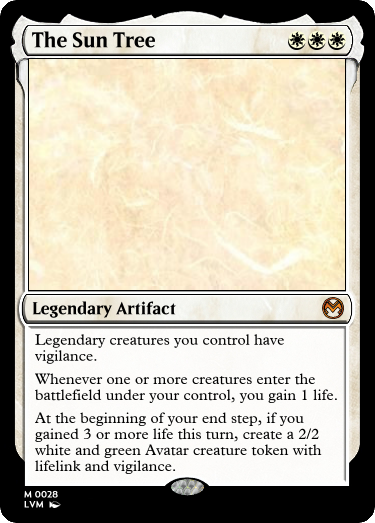 The Sun Tree
Legendary Artifact
Legendary creatures you control have
vigilance.
Whenever one or more creatures enter the
battlefield under your control, you gain 1 life.
At the beginning of your end step, if you
gained 3 or more life this turn, create a 2/2
white and green Avatar creature token with
lifelink and vigilance.
M 0028
LVM